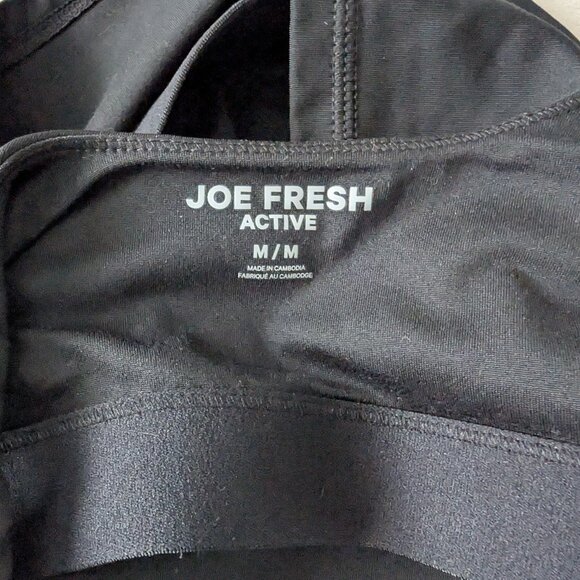 JOE FRESH
ACTIVE
M / M
MADE IN CAMBODIA
FABRIQUÉ AU CAMBODGE